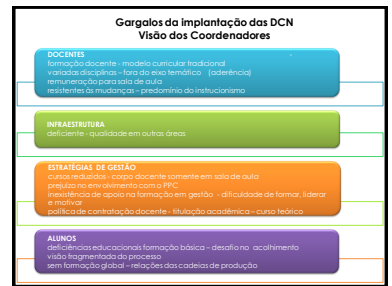 Gargalos da implantação das DCN
Visão dos Coordenadores
DOCENTES
formação docente - modelo curricular tradicional
variadas disciplinas – fora do eixo temático (aderência)
remuneração para sala de aula
resistentes às mudanças – predomínio do instrucionismo
INFRAESTRUTURA
deficiente - qualidade em outras áreas
ESTRATÉGIAS DE GESTÃO
cursos reduzidos - corpo docente somente em sala de aula
prejuízo no envolvimento com o PPC
inexistência de apoio na formação em gestão - dificuldade de formar, liderar
e motivar
política de contratação docente - titulação acadêmica – curso teórico
ALUNOS
deficiências educacionais formação básica – desafio no acolhimento
visão fragmentada do processo
sem formação global – relações das cadeias de produção